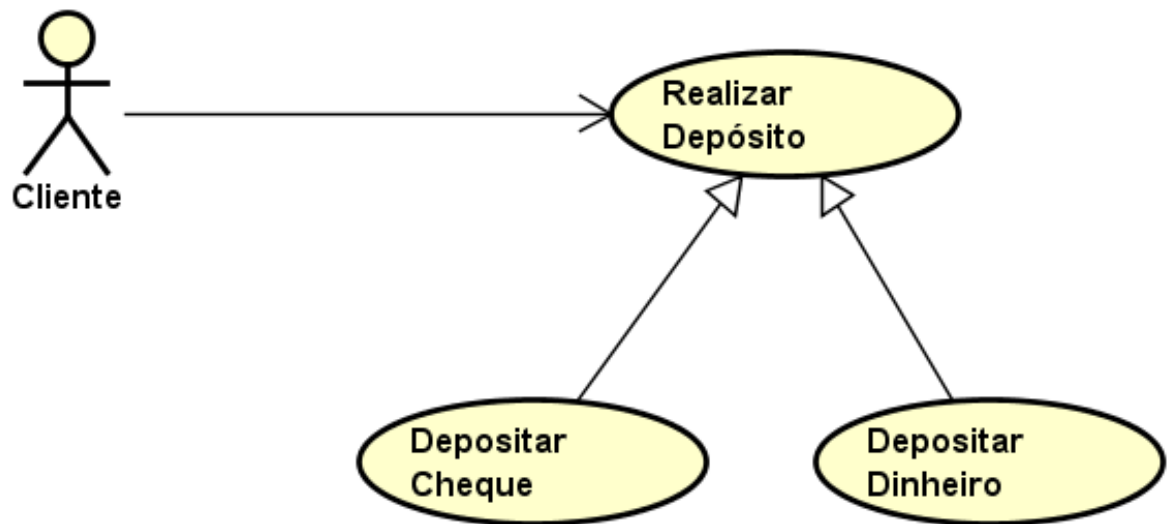 Realizar
Depósito
Cliente
Depositar
Cheque
Depositar
Dinheiro